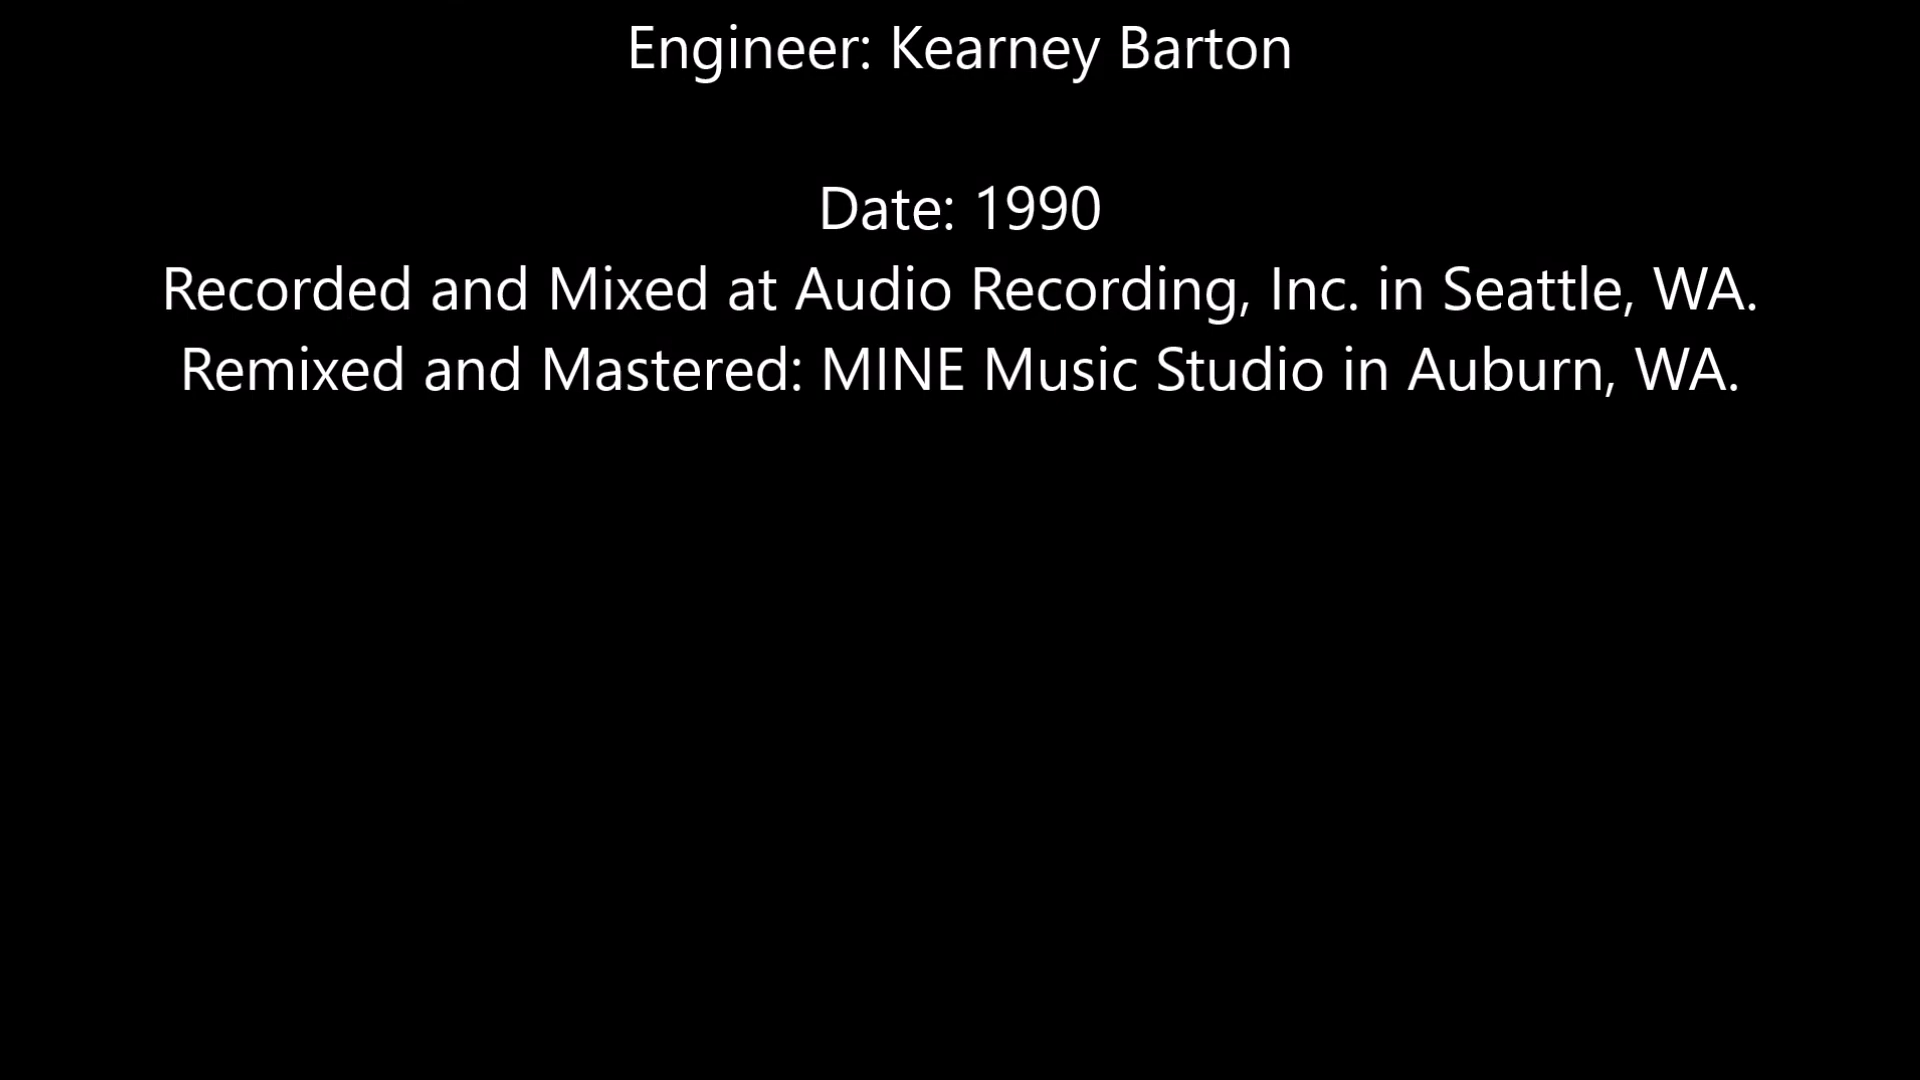 Engineer: Kearney Barton
Date: 1990
Recorded and Mixed at Audio Recording, Inc. in Seattle, WA.
Remixed and Mastered: MINE Music Studio in Auburn, WA.